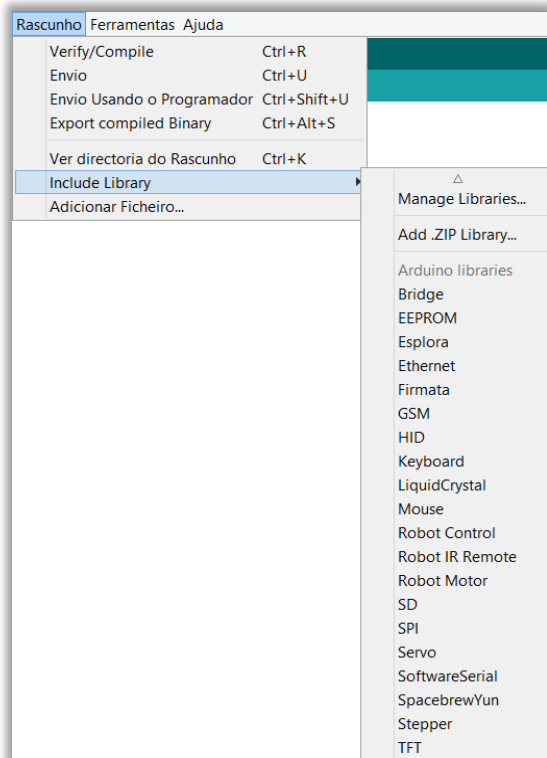 Rascunho Ferramentas Ajuda
Verify/Compile Ctrl+R
Envio Ctrl+U
Envio Usando o Programador Ctrl+Shift+U
Export compiled Binary Ctrl+Alt+S
Ver directoria do Rascunho Ctrl+K
Include Library
Adicionar Ficheiro...
Manage Libraries...
Add .ZIP Library...
Arduino libraries
Bridge
EEPROM
Esplora
Ethernet
Firmata
GSM
HID
Keyboard
LiquidCrystal
Mouse
Robot Control
Robot IR Remote
Robot Motor
SD
SPI
Servo
SoftwareSerial
SpacebrewYun
Stepper
TFT